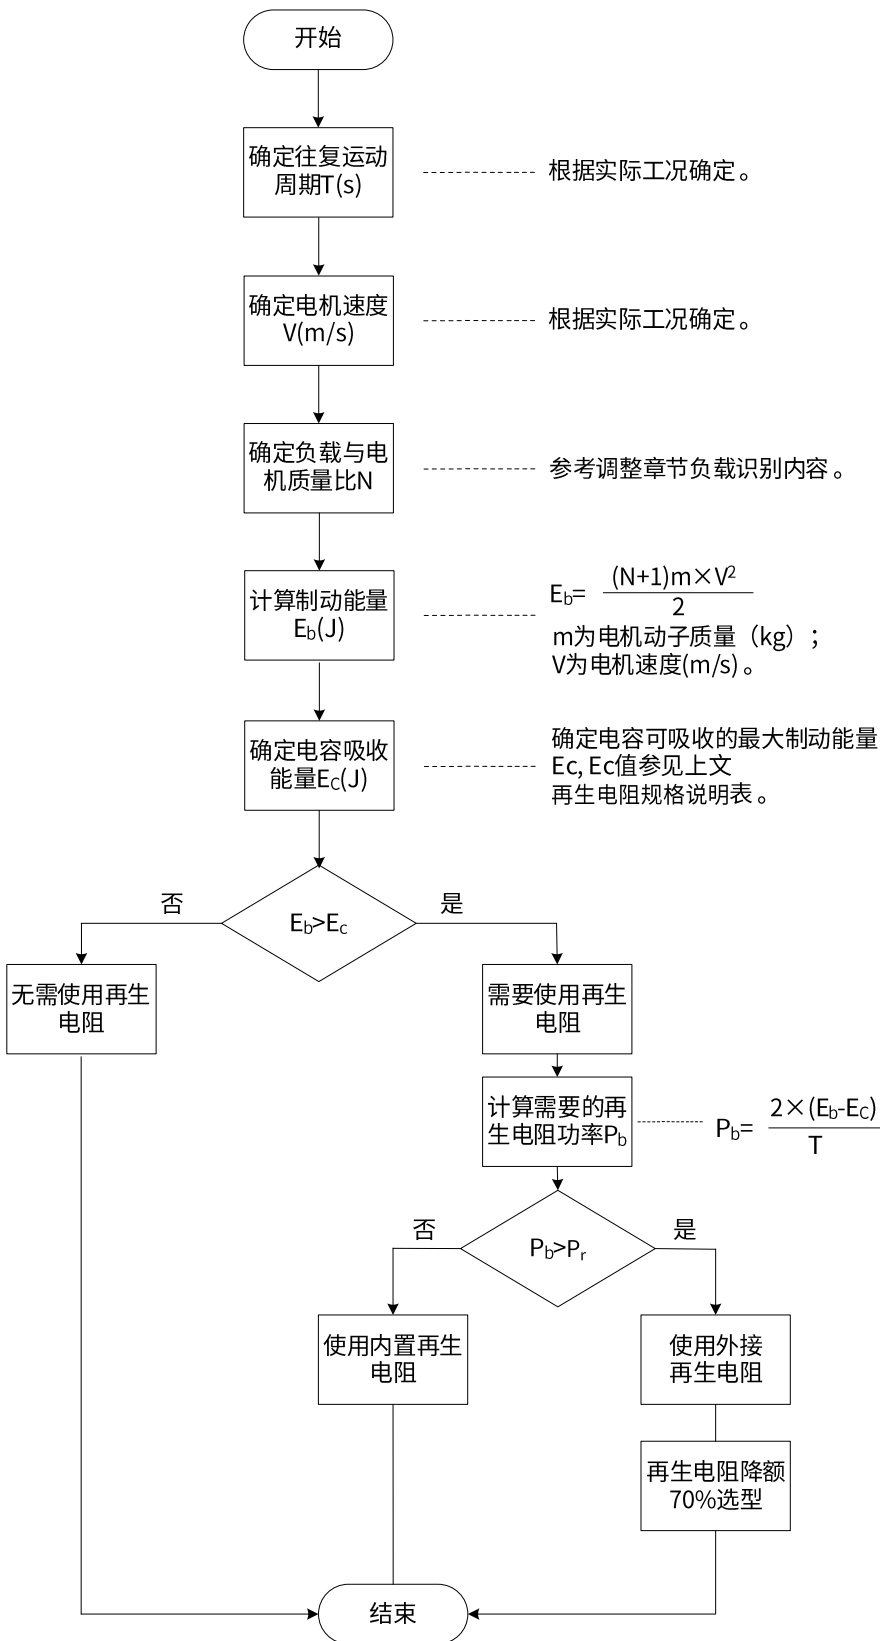 开始
确定往复运动
周期T(s)
根据实际工况确定。
确定电机速度
V(m/s)
根据实际工况确定。
确定负载与电
机质量比N
参考调整章节负载识别内容。
计算制动能量
Eb(J)
Eb= (N+1)m×V²
2
m为电机动子质量（kg）；
V为电机速度(m/s)。
确定电容吸收
能量EC(J)
确定电容可吸收的最大制动能量
Ec, Ec值参见上文
再生电阻规格说明表。
Eb>Ec
否
是
无需使用再生
电阻
需要使用再生
电阻
计算需要的再
生电阻功率Pb
Pb= 2×(Eb-EC)
T
Pb>Pr
否
是
使用内置再生
电阻
使用外接
再生电阻
再生电阻降额
70%选型
结束